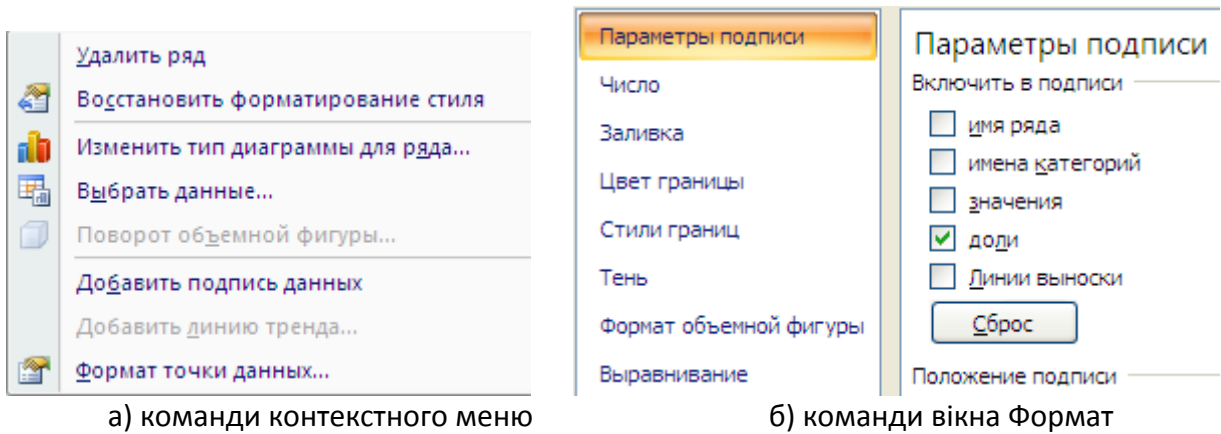 Удалить ряд
Восстановить форматирование стиля
Изменить тип диаграммы для ряда...
Выбрать данные...
Поворот объемной фигуры...
Добавить подпись данных
Добавить линию тренда...
Формат точки данных...
а) команди контекстного меню
Параметры подписи
Число
Заливка
Цвет границы
Стили границ
Тень
Формат объемной фигуры
Выравнивание
Параметры подписи
Включить в подписи
имя ряда
имена категорий
значения
доли
Линии выноски
Сброс
Положение подписи
б) команди вікна Формат